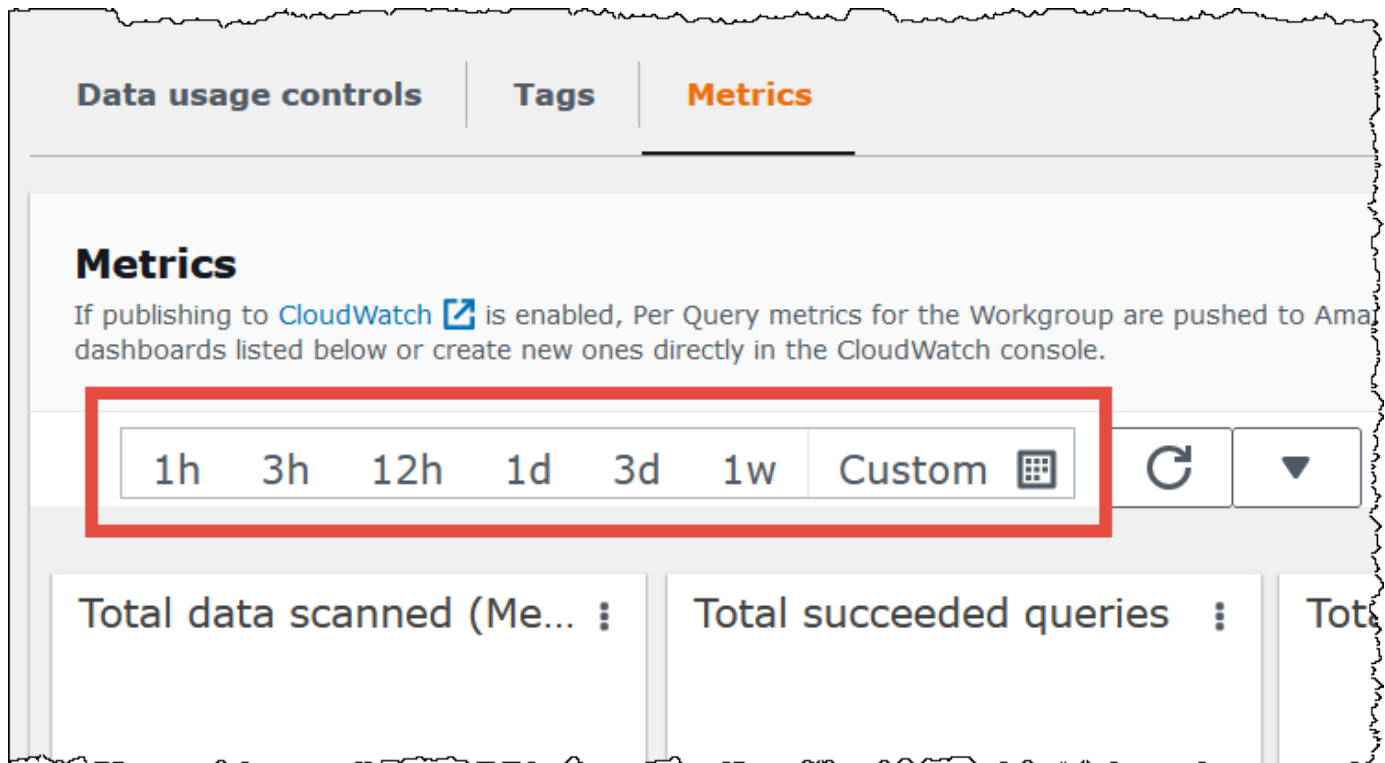 Data usage controls Tags Metrics
Metrics
If publishing to CloudWatch is enabled, Per Query metrics for the Workgroup are pushed to Ama
dashboards listed below or create new ones directly in the CloudWatch console.
1h 3h 12h 1d 3d 1w Custom
Total data scanned (Me... Total succeeded queries Tota